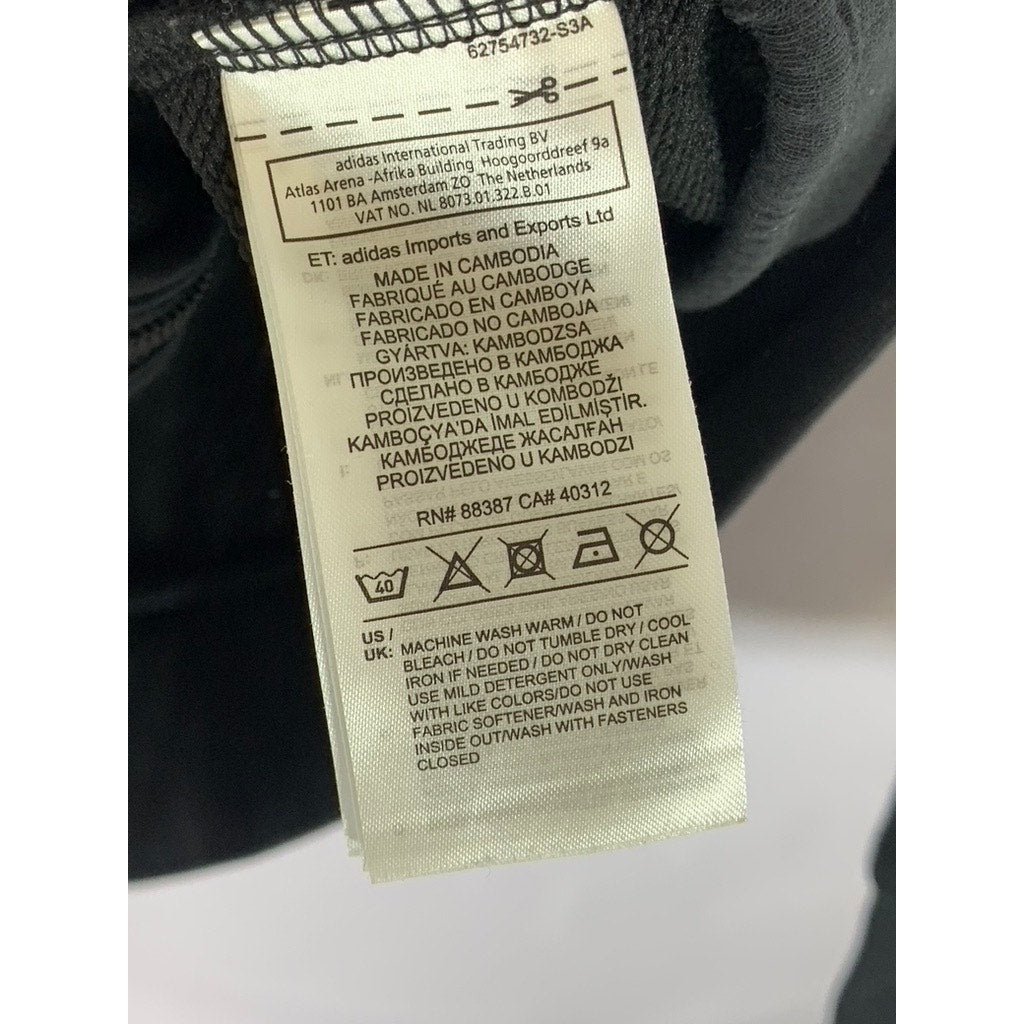 62754732-S3A
adidas International Trading BV
Atlas Arena -Afrika Building Hoogoorddreef 9a
1101 BA Amsterdam ZO The Netherlands
VAT NO. NL 8073.01.322.B.01
ET: adidas Imports and Exports Ltd
MADE IN CAMBODIA
FABRIQUÉ AU CAMBODGE
FABRICADO EN CAMBOYA
FABRICADO NO CAMBOJA
GYÁRTVA: KAMBODZSA
ПРОИЗВЕДЕНО В КАМБОДЖА
СДЕЛАНО В КАМБОДЖЕ
PROIZVEDENO U KOMBODŽI
KAMBOÇYA'DA İMAL EDİLMİŞTİR.
КАМБОДЖЕДЕ ЖАСАЛҒАН
PROIZVEDENO U KAMBODZI
RN# 88387 CA# 40312
40
US /
UK: MACHINE WASH WARM / DO NOT
BLEACH / DO NOT TUMBLE DRY / COOL
IRON IF NEEDED / DO NOT DRY CLEAN
USE MILD DETERGENT ONLY/WASH
WITH LIKE COLORS/DO NOT USE
FABRIC SOFTENER/WASH AND IRON
INSIDE OUT/WASH WITH FASTENERS
CLOSED